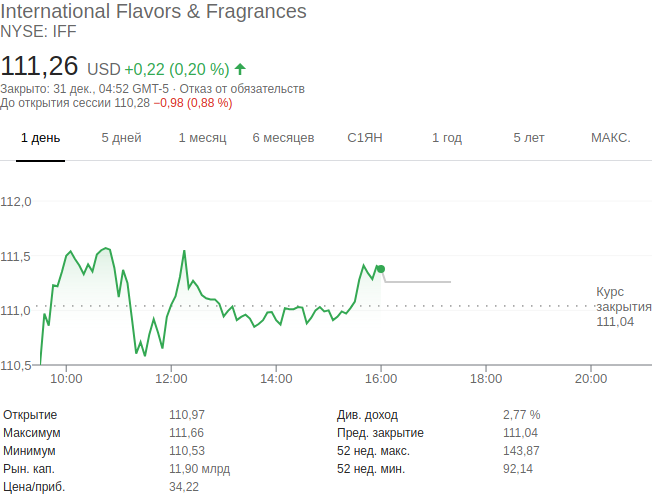 International Flavors & Fragrances
NYSE: IFF
111,26 USD +0,22 (0,20 %)
Закрыто: 31 дек., 04:52 GMT-5 · Отказ от обязательств
До открытия сессии 110,28 −0,98 (0,88 %)
1 день 5 дней 1 месяц 6 месяцев С1ЯН 1 год 5 лет МАКС.
112,0
111,5
111,0
110,5
Курс
закрытия
111,04
10:00 12:00 14:00 16:00 18:00 20:00
Открытие 110,97 Див. доход 2,77 %
Максимум 111,66 Пред. закрытие 111,04
Минимум 110,53 52 нед. макс. 143,87
Рын. кап. 11,90 млрд 52 нед. мин. 92,14
Цена/приб. 34,22